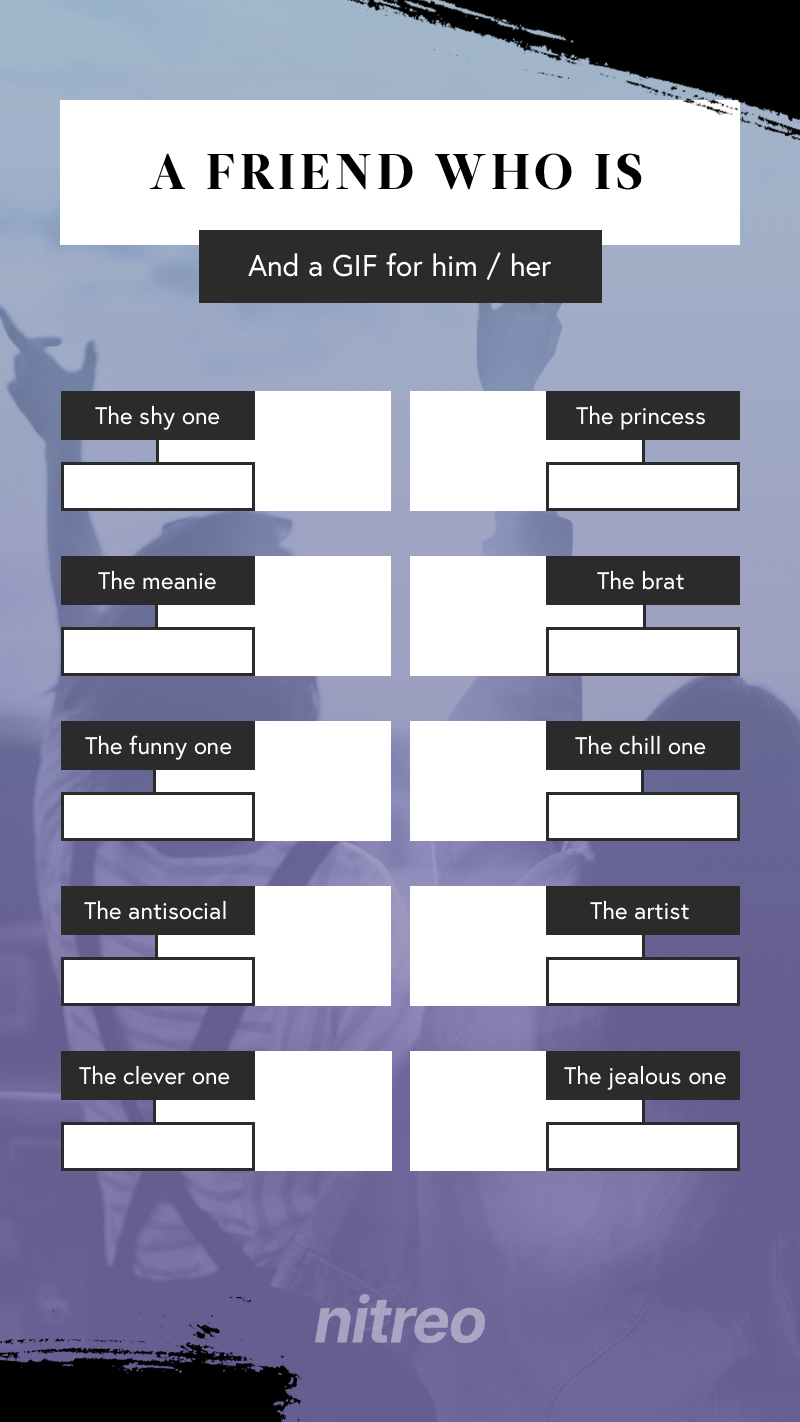 A FRIEND WHO IS
And a GIF for him / her
The shy one
The princess
The meanie
The brat
The funny one
The chill one
The antisocial
The artist
The clever one
The jealous one
nitreo